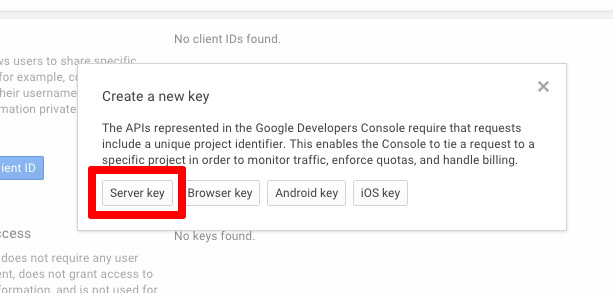 No client IDs found.
ws users to share specific
for example, co
heir username
mation private
Create a new key
The APIs represented in the Google Developers Console require that requests
include a unique project identifier. This enables the Console to tie a request to a
specific project in order to monitor traffic, enforce quotas, and handle billing.
ient ID
Server key Browser key Android key iOS key
ccess
No keys found.
does not require any user
ent, does not grant access to
formation, and is not used for